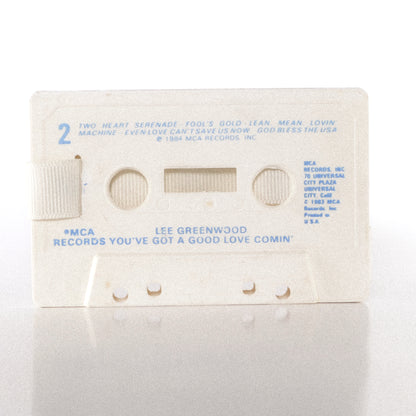 2
TWO HEART SERENADE · FOOL'S GOLD · LEAN, MEAN, LOVIN'
MACHINE · EVEN LOVE CAN'T SAVE US NOW · GOD BLESS THE USA
℗ 1984 MCA RECORDS, INC.
MCA
RECORDS, INC
70 UNIVERSAL
CITY PLAZA
UNIVERSAL
CITY, Calif
© 1983 MCA
Records, Inc
Printed in
U.S.A
MCA LEE GREENWOOD
RECORDS YOU'VE GOT A GOOD LOVE COMIN'